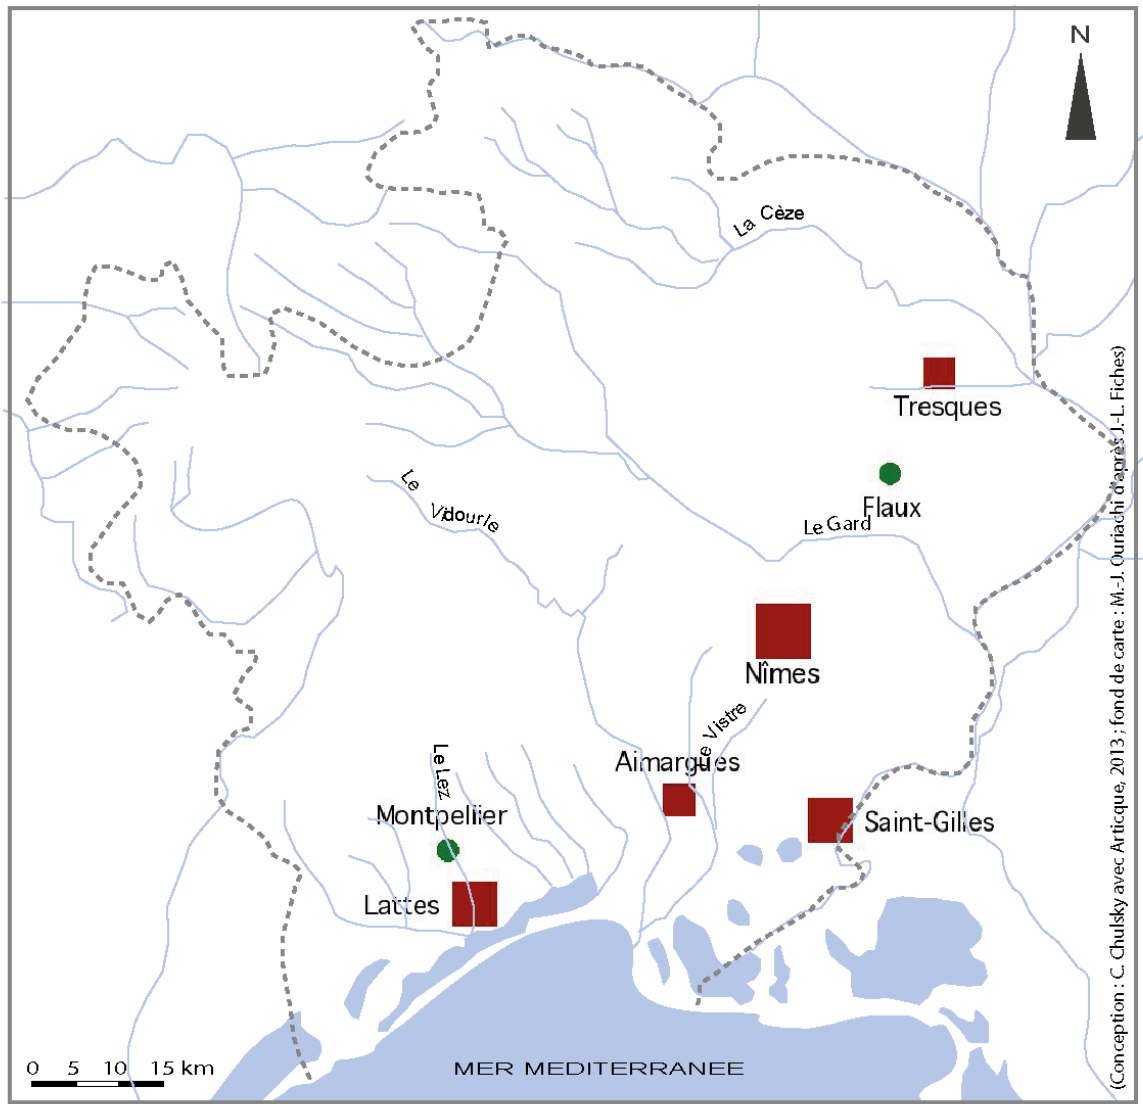 N
La Cèze
Tresques
Flaux
Le Gard
Le Vidourle
Nîmes
Le Vistre
Aimargues
Le Lez
Montpellier
Saint-Gilles
Lattes
0 5 10 15 km
MER MEDITERRANEE
(Conception : C. Chulsky avec Articque, 2013 ; fond de carte : M.-J. Ouriachi d'après J.-L. Fiches)